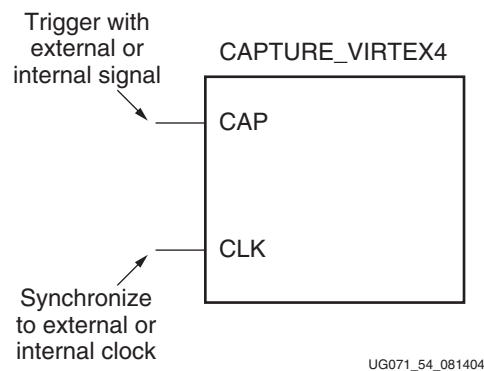 Trigger with
external or
internal signal
CAPTURE_VIRTEX4
CAP
CLK
Synchronize
to external or
internal clock
UG071_54_081404